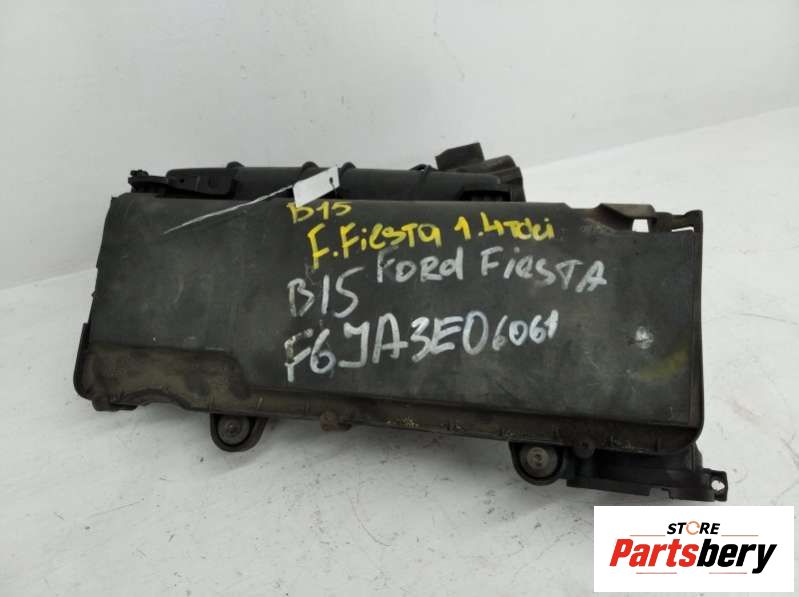 B15
F.Fiesta 1.4TDci
FORd FiesTA
B15
F6JA3E06061
STORE
Partsbery